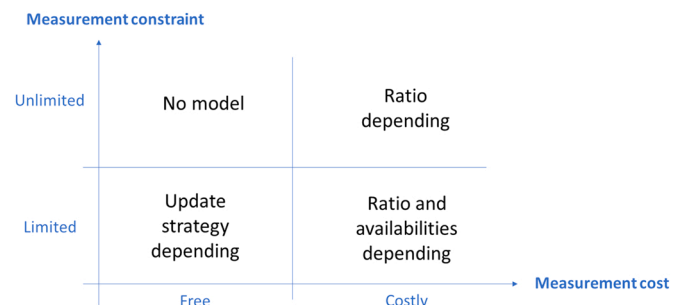 Measurement constraint
Unlimited
No model
Ratio
depending
Limited
Update
strategy
depending
Ratio and
availabilities
depending
Measurement cost
Free
Costly